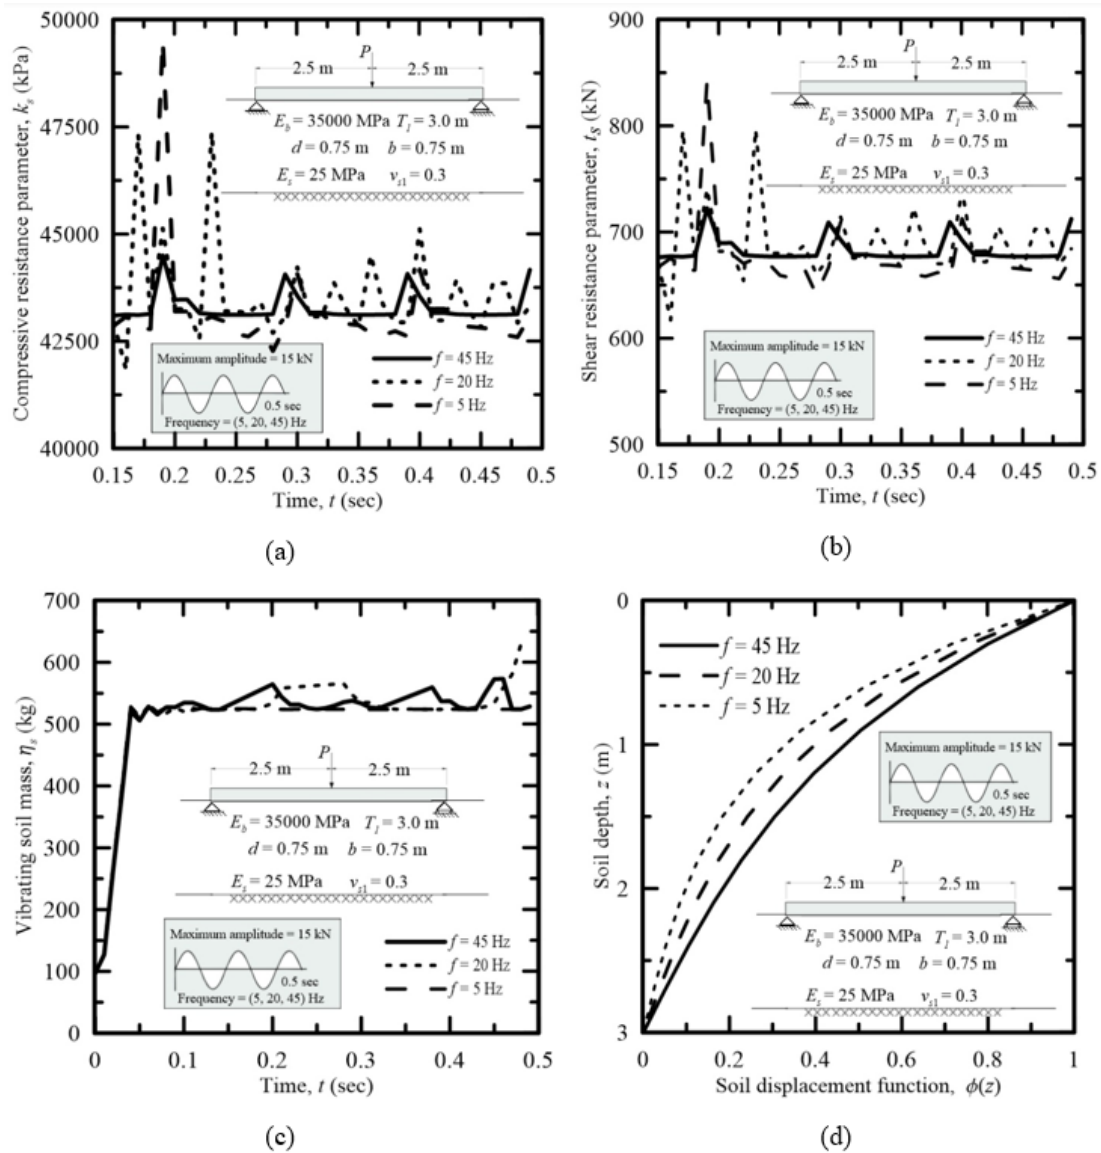 50000
47500
45000
42500
40000
Compressive resistance parameter, kₛ (kPa)
P
2.5 m 2.5 m
E_b = 35000 MPa T₁ = 3.0 m
d = 0.75 m b = 0.75 m
Eₛ = 25 MPa vₛ₁ = 0.3
Maximum amplitude = 15 kN
0.5 sec
Frequency = (5, 20, 45) Hz
f = 45 Hz
f = 20 Hz
f = 5 Hz
0.15 0.2 0.25 0.3 0.35 0.4 0.45 0.5
Time, t (sec)
(a)
900
800
700
600
500
Shear resistance parameter, tₛ (kN)
P
2.5 m 2.5 m
E_b = 35000 MPa T₁ = 3.0 m
d = 0.75 m b = 0.75 m
Eₛ = 25 MPa vₛ₁ = 0.3
Maximum amplitude = 15 kN
0.5 sec
Frequency = (5, 20, 45) Hz
f = 45 Hz
f = 20 Hz
f = 5 Hz
0.15 0.2 0.25 0.3 0.35 0.4 0.45 0.5
Time, t (sec)
(b)
700
600
500
400
300
200
100
0
Vibrating soil mass, ηₛ (kg)
P
2.5 m 2.5 m
E_b = 35000 MPa T₁ = 3.0 m
d = 0.75 m b = 0.75 m
Eₛ = 25 MPa vₛ₁ = 0.3
Maximum amplitude = 15 kN
0.5 sec
Frequency = (5, 20, 45) Hz
f = 45 Hz
f = 20 Hz
f = 5 Hz
0 0.1 0.2 0.3 0.4 0.5
Time, t (sec)
(c)
0
1
2
3
Soil depth, z (m)
f = 45 Hz
f = 20 Hz
f = 5 Hz
Maximum amplitude = 15 kN
0.5 sec
Frequency = (5, 20, 45) Hz
P
2.5 m 2.5 m
E_b = 35000 MPa T₁ = 3.0 m
d = 0.75 m b = 0.75 m
Eₛ = 25 MPa vₛ₁ = 0.3
0 0.2 0.4 0.6 0.8 1
Soil displacement function, ϕ(z)
(d)